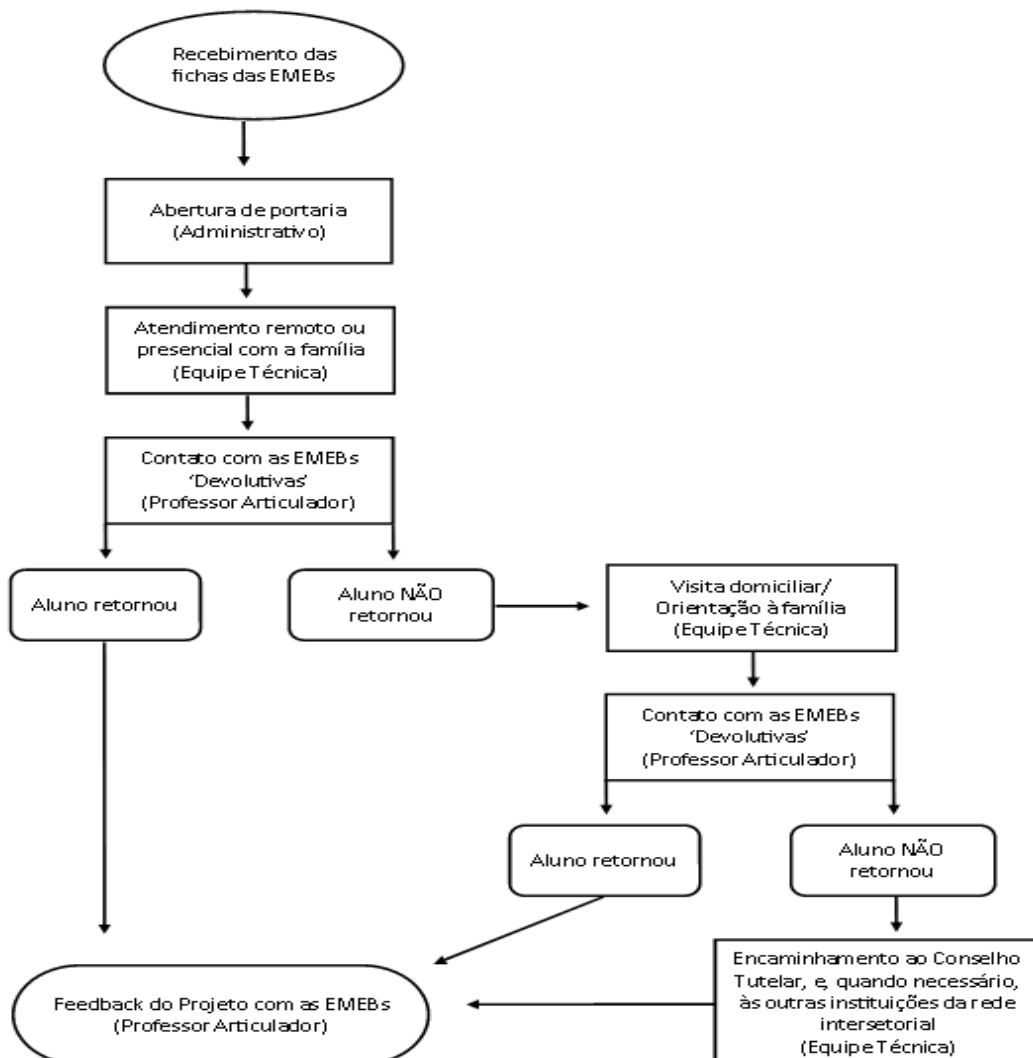 Recebimento das
fichas das EMEBs
Abertura de portaria
(Administrativo)
Atendimento remoto ou
presencial com a família
(Equipe Técnica)
Contato com as EMEBs
‘Devolutivas’
(Professor Articulador)
Aluno retornou
Aluno NÃO
retornou
Visita domiciliar/
Orientação à família
(Equipe Técnica)
Contato com as EMEBs
‘Devolutivas’
(Professor Articulador)
Aluno retornou
Aluno NÃO
retornou
Encaminhamento ao Conselho
Tutelar, e, quando necessário,
às outras instituições da rede
intersetorial
(Equipe Técnica)
Feedback do Projeto com as EMEBs
(Professor Articulador)